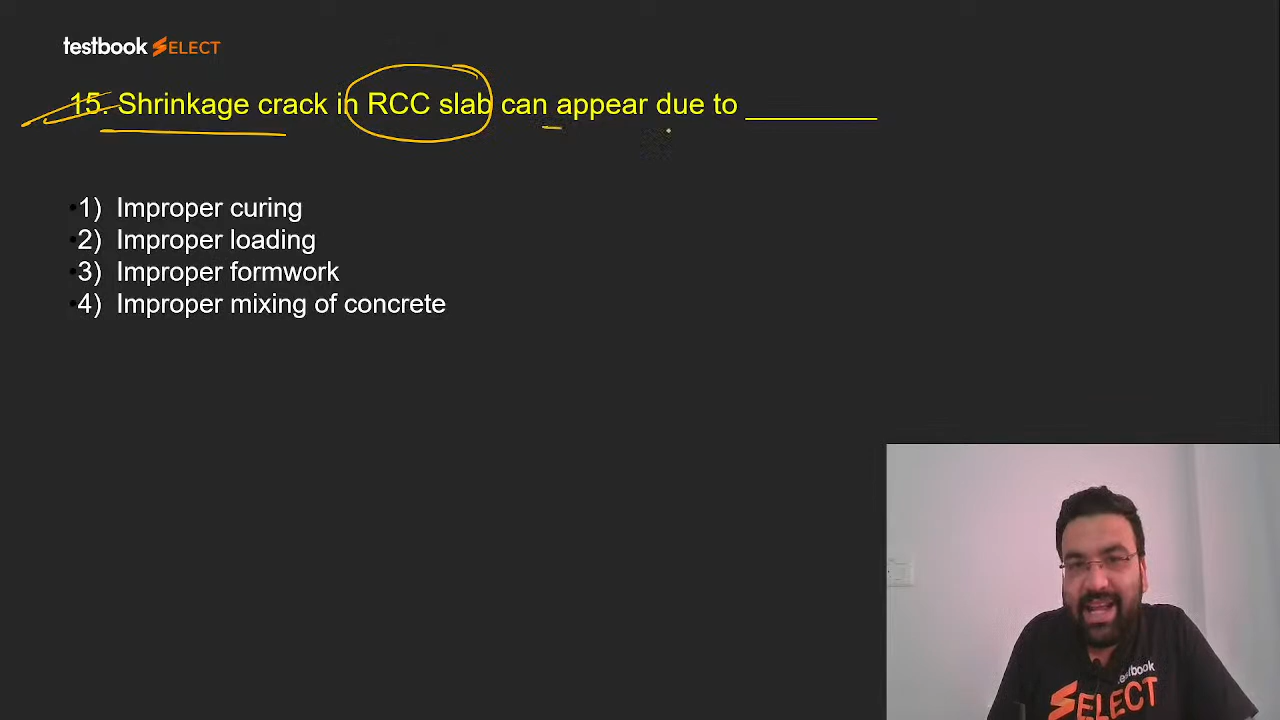 testbook SELECT
15. Shrinkage crack in RCC slab can appear due to _________
•1) Improper curing
•2) Improper loading
•3) Improper formwork
•4) Improper mixing of concrete
testbook
SELECT